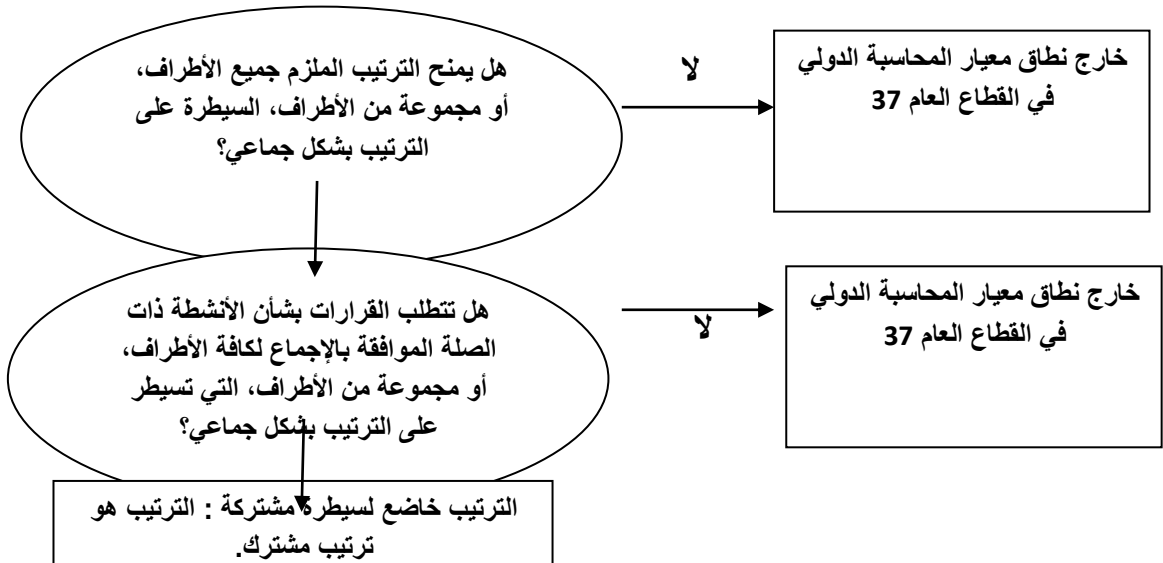 هل يمنح الترتيب الملزم جميع الأطراف،
أو مجموعة من الأطراف، السيطرة على
الترتيب بشكل جماعي؟
لا
خارج نطاق معيار المحاسبة الدولي
في القطاع العام 37
هل تتطلب القرارات بشأن الأنشطة ذات
الصلة الموافقة بالإجماع لكافة الأطراف،
أو مجموعة من الأطراف، التي تسيطر
على الترتيب بشكل جماعي؟
لا
خارج نطاق معيار المحاسبة الدولي
في القطاع العام 37
الترتيب خاضع لسيطرة مشتركة : الترتيب هو
ترتيب مشترك.